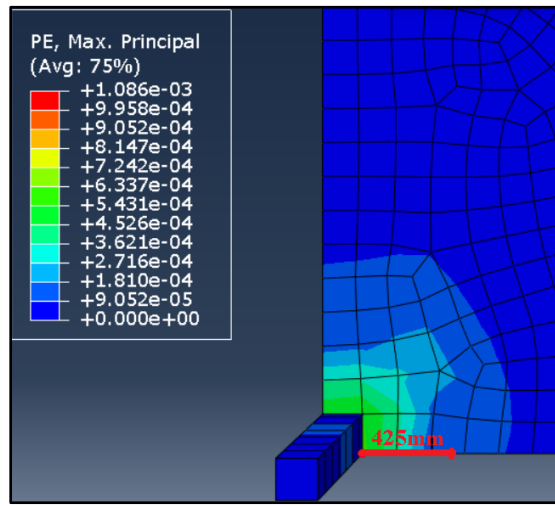 PE, Max. Principal
(Avg: 75%)
+1.086e-03
+9.958e-04
+9.052e-04
+8.147e-04
+7.242e-04
+6.337e-04
+5.431e-04
+4.526e-04
+3.621e-04
+2.716e-04
+1.810e-04
+9.052e-05
+0.000e+00
425mm